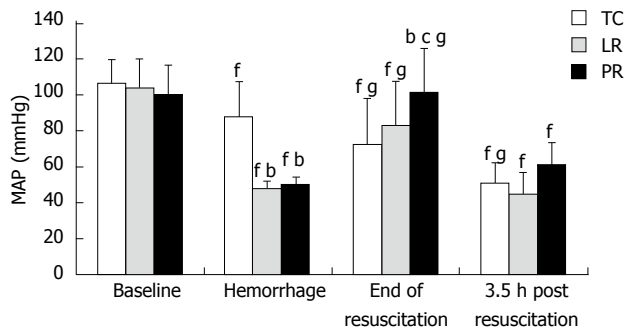 140
120
100
80
60
40
20
0
MAP (mmHg)
TC
LR
PR
f
f b
f b
f g
f g
b c g
f g
f
f
Baseline
Hemorrhage
End of
resuscitation
3.5 h post
resuscitation